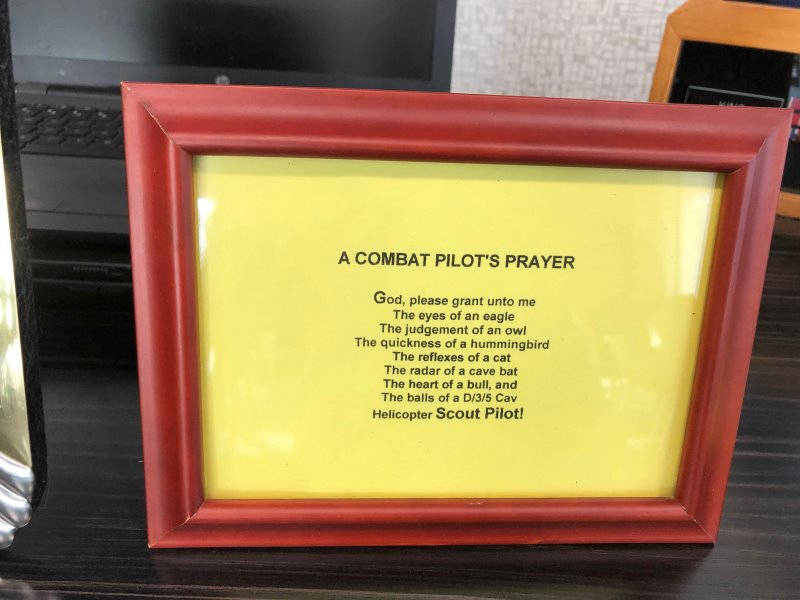 A COMBAT PILOT'S PRAYER
God, please grant unto me
The eyes of an eagle
The judgement of an owl
The quickness of a hummingbird
The reflexes of a cat
The radar of a cave bat
The heart of a bull, and
The balls of a D/3/5 Cav
Helicopter Scout Pilot!